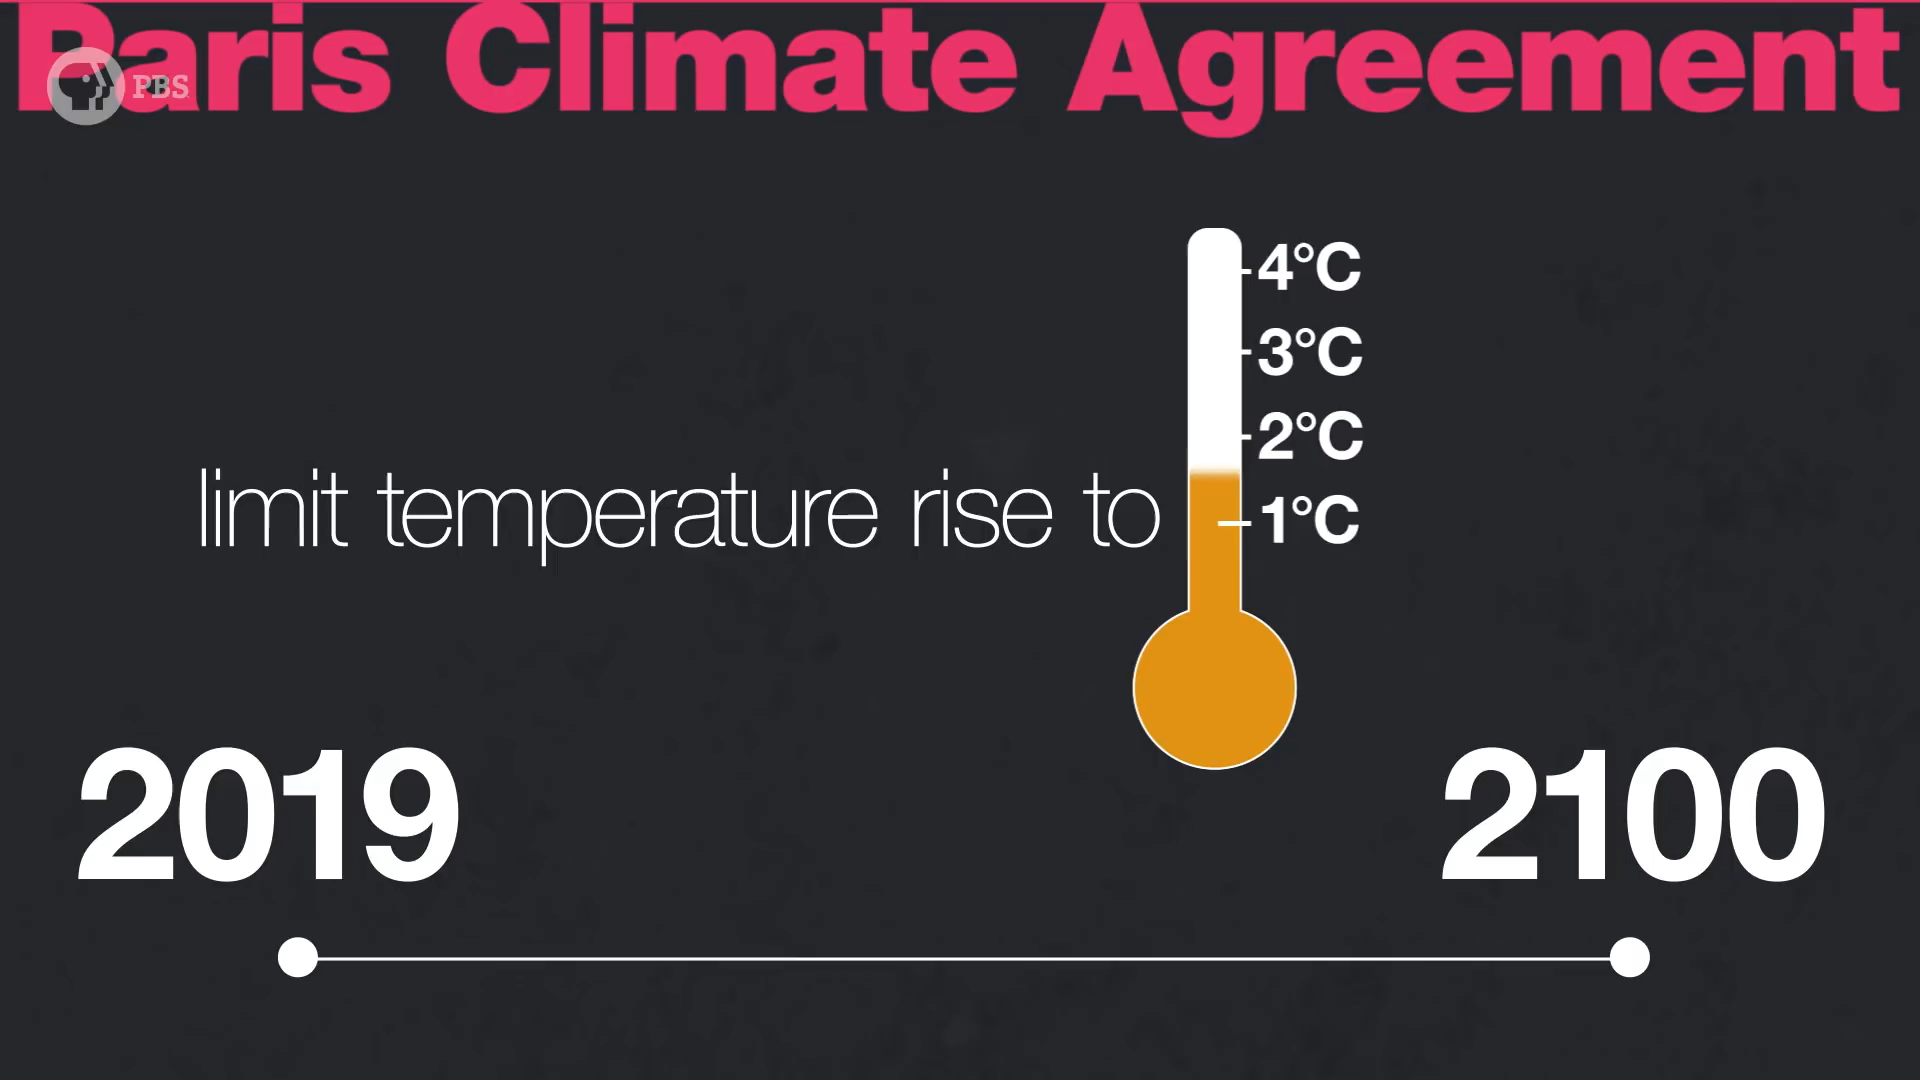 Paris Climate Agreement
PBS
4°C
3°C
2°C
limit temperature rise to
1°C
2019
2100